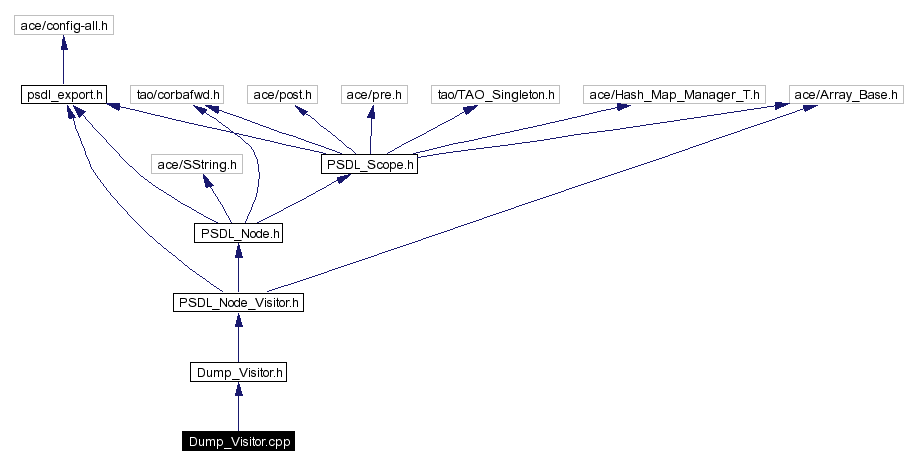 ace/config-all.h
psdl_export.h
tao/corbafwd.h
ace/post.h
ace/pre.h
tao/TAO_Singleton.h
ace/Hash_Map_Manager_T.h
ace/Array_Base.h
ace/SString.h
PSDL_Scope.h
PSDL_Node.h
PSDL_Node_Visitor.h
Dump_Visitor.h
Dump_Visitor.cpp